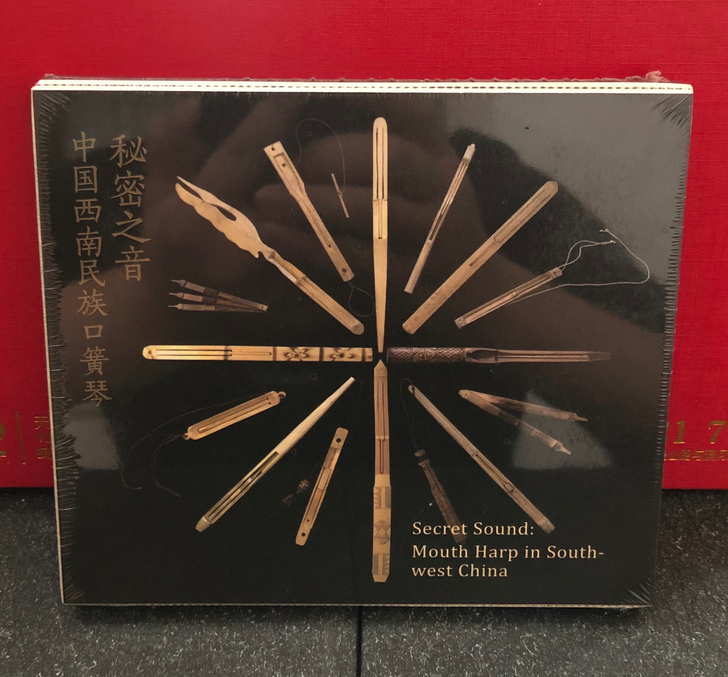 秘密之音
中国西南民族口簧琴
Secret Sound:
Mouth Harp in South-
west China